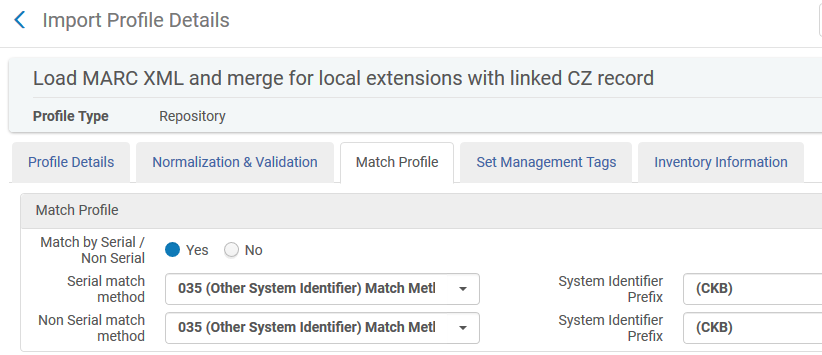 Import Profile Details
Load MARC XML and merge for local extensions with linked CZ record
Profile Type Repository
Profile Details Normalization & Validation Match Profile Set Management Tags Inventory Information
Match Profile
Match by Serial / Non Serial Yes No
Serial match method 035 (Other System Identifier) Match Metl System Identifier Prefix (CKB)
Non Serial match method 035 (Other System Identifier) Match Metl System Identifier Prefix (CKB)